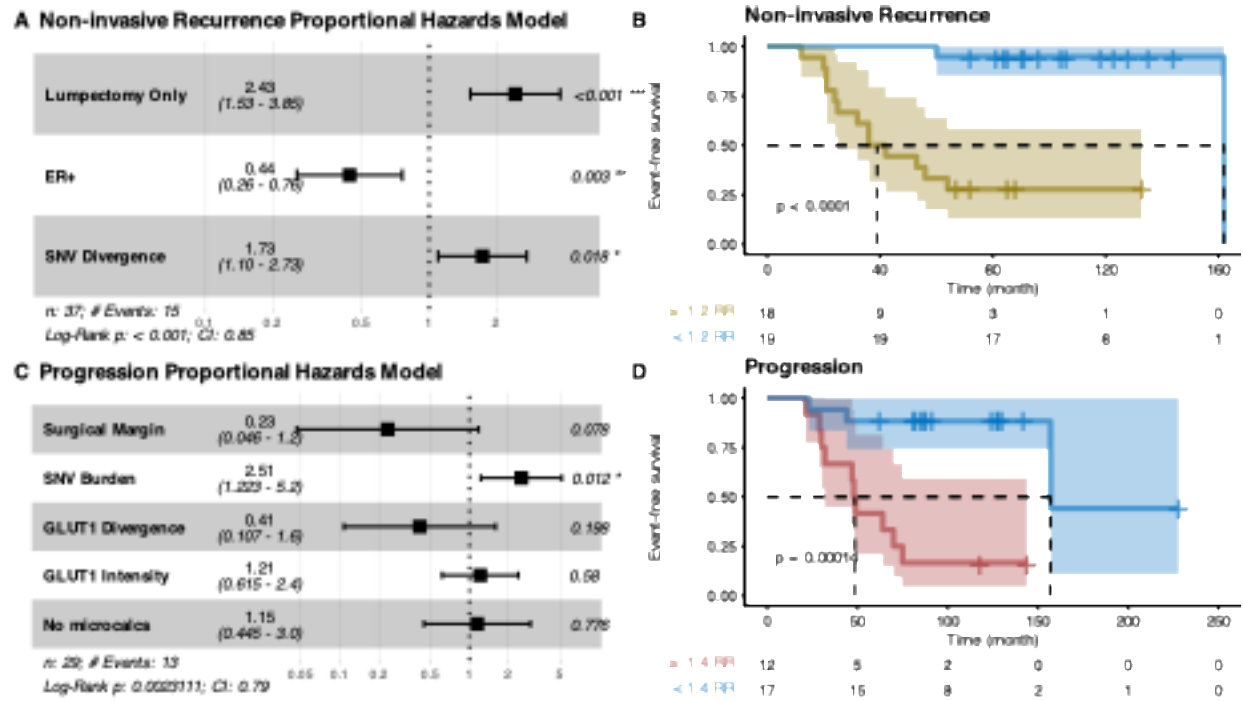 A Non-invasive Recurrence Proportional Hazards Model
Lumpectomy Only 2.43 <0.001 ***
(1.53 - 3.85)
ER+ 0.44 0.003 **
(0.26 - 0.76)
SNV Divergence 1.73 0.018 *
(1.10 - 2.73)
n: 37; # Events: 15
0.1 0.2 0.5 1 2
Log-Rank p: < 0.001; CI: 0.85
B Non-invasive Recurrence
Event-free survival
1.00
0.75
0.50
0.25
0.00
p < 0.0001
0 40 80 120 160
Time (month)
1.2 RR 18 9 3 1 0
< 1.2 RR 19 19 17 6 1
C Progression Proportional Hazards Model
Surgical Margin 0.23 0.078
(0.046 - 1.2)
SNV Burden 2.51 0.012 *
(1.223 - 5.2)
GLUT1 Divergence 0.41 0.198
(0.107 - 1.6)
GLUT1 Intensity 1.21 0.58
(0.615 - 2.4)
No microcalcs 1.15 0.776
(0.445 - 3.0)
n: 29; # Events: 13
0.05 0.1 0.2 0.5 1 2 5
Log-Rank p: 0.0023111; CI: 0.79
D Progression
Event-free survival
1.00
0.75
0.50
0.25
0.00
p = 0.00014
0 50 100 150 200 250
Time (month)
1.4 RR 12 5 2 0 0 0
< 1.4 RR 17 15 8 2 1 0